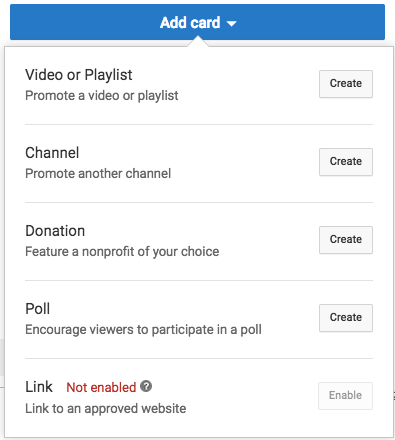 Add card
Video or Playlist
Promote a video or playlist
Create
Channel
Promote another channel
Create
Donation
Feature a nonprofit of your choice
Create
Poll
Encourage viewers to participate in a poll
Create
Link Not enabled ?
Link to an approved website
Enable